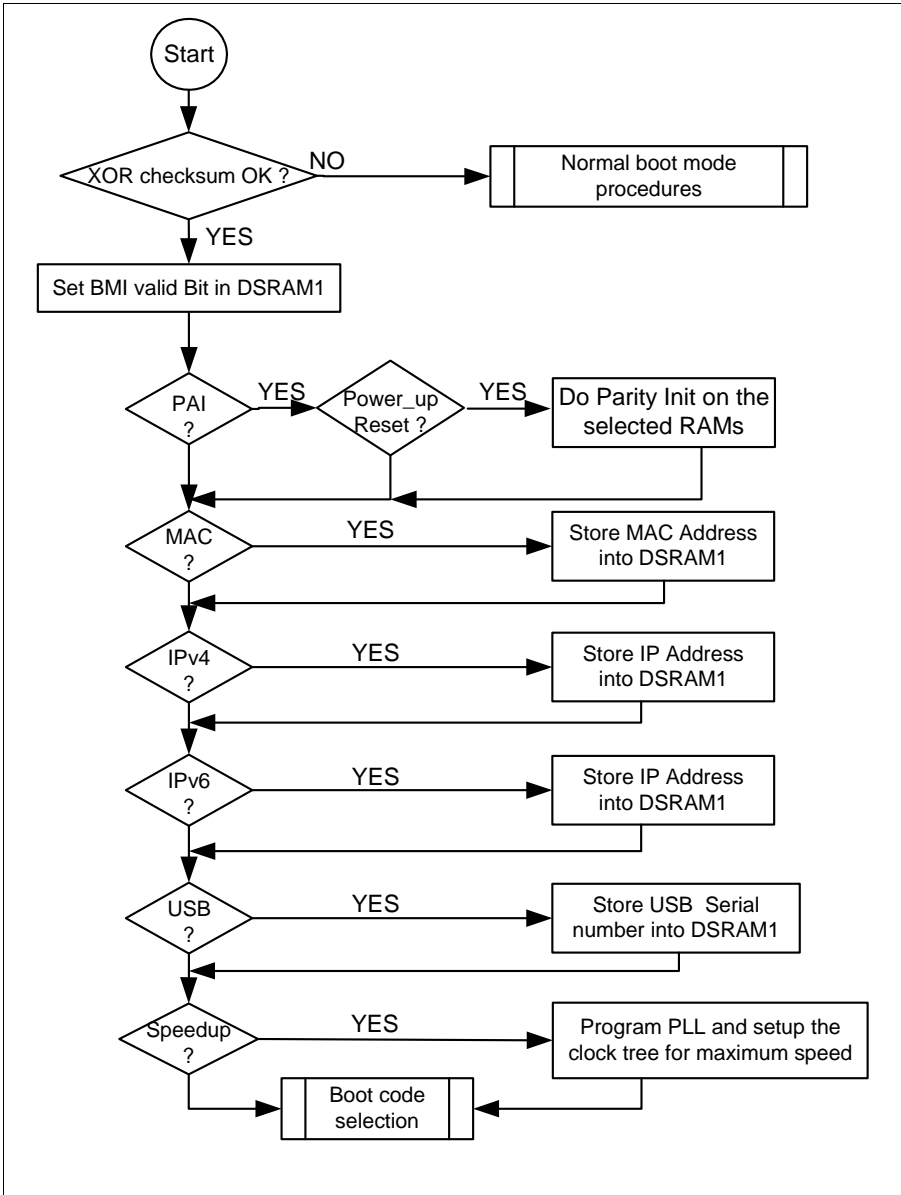 Start
XOR checksum OK ?
NO
Normal boot mode
procedures
YES
Set BMI valid Bit in DSRAM1
PAI
?
YES
Power_up
Reset ?
YES
Do Parity Init on the
selected RAMs
MAC
?
YES
Store MAC Address
into DSRAM1
IPv4
?
YES
Store IP Address
into DSRAM1
IPv6
?
YES
Store IP Address
into DSRAM1
USB
?
YES
Store USB Serial
number into DSRAM1
Speedup
?
YES
Program PLL and setup the
clock tree for maximum speed
Boot code
selection